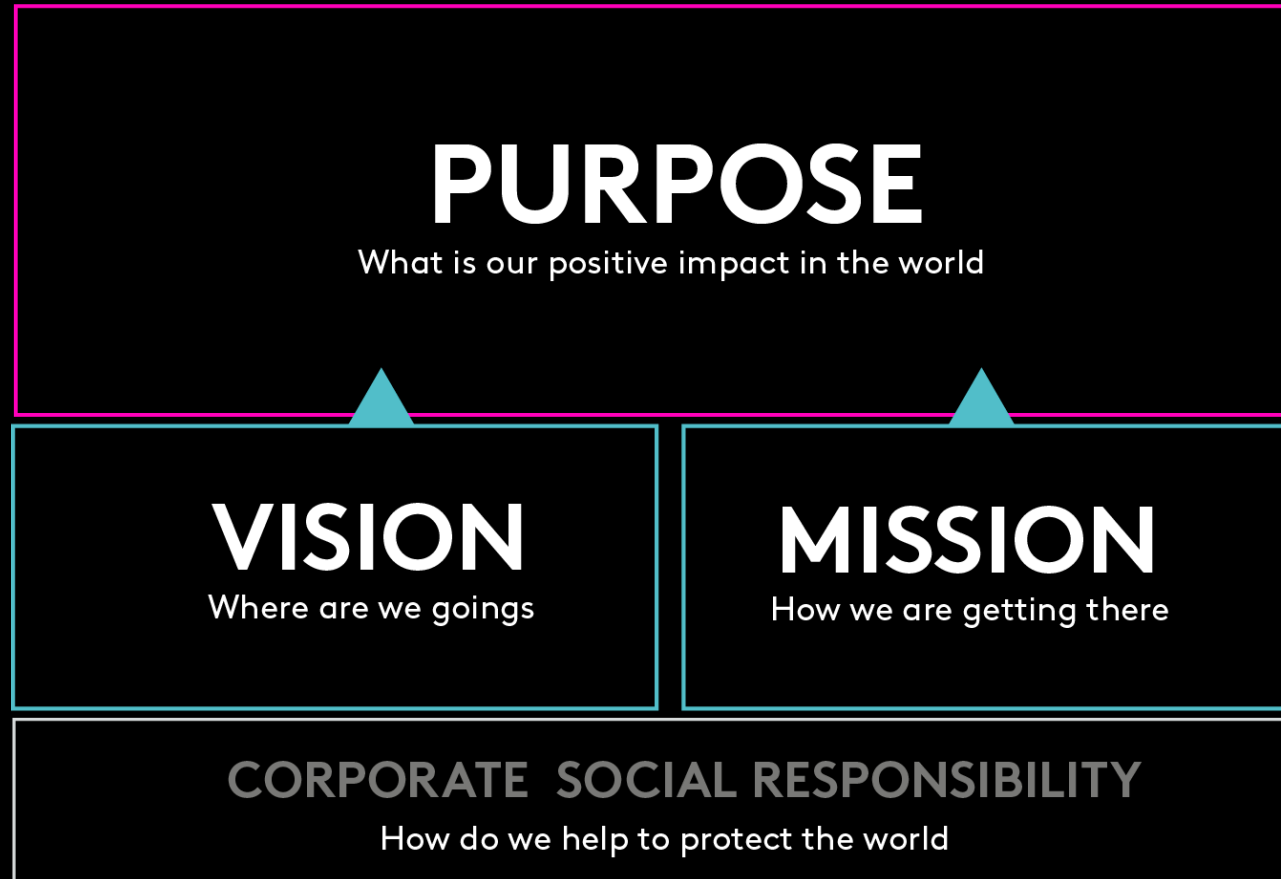 PURPOSE
What is our positive impact in the world
VISION
Where are we goings
MISSION
How we are getting there
CORPORATE SOCIAL RESPONSIBILITY
How do we help to protect the world